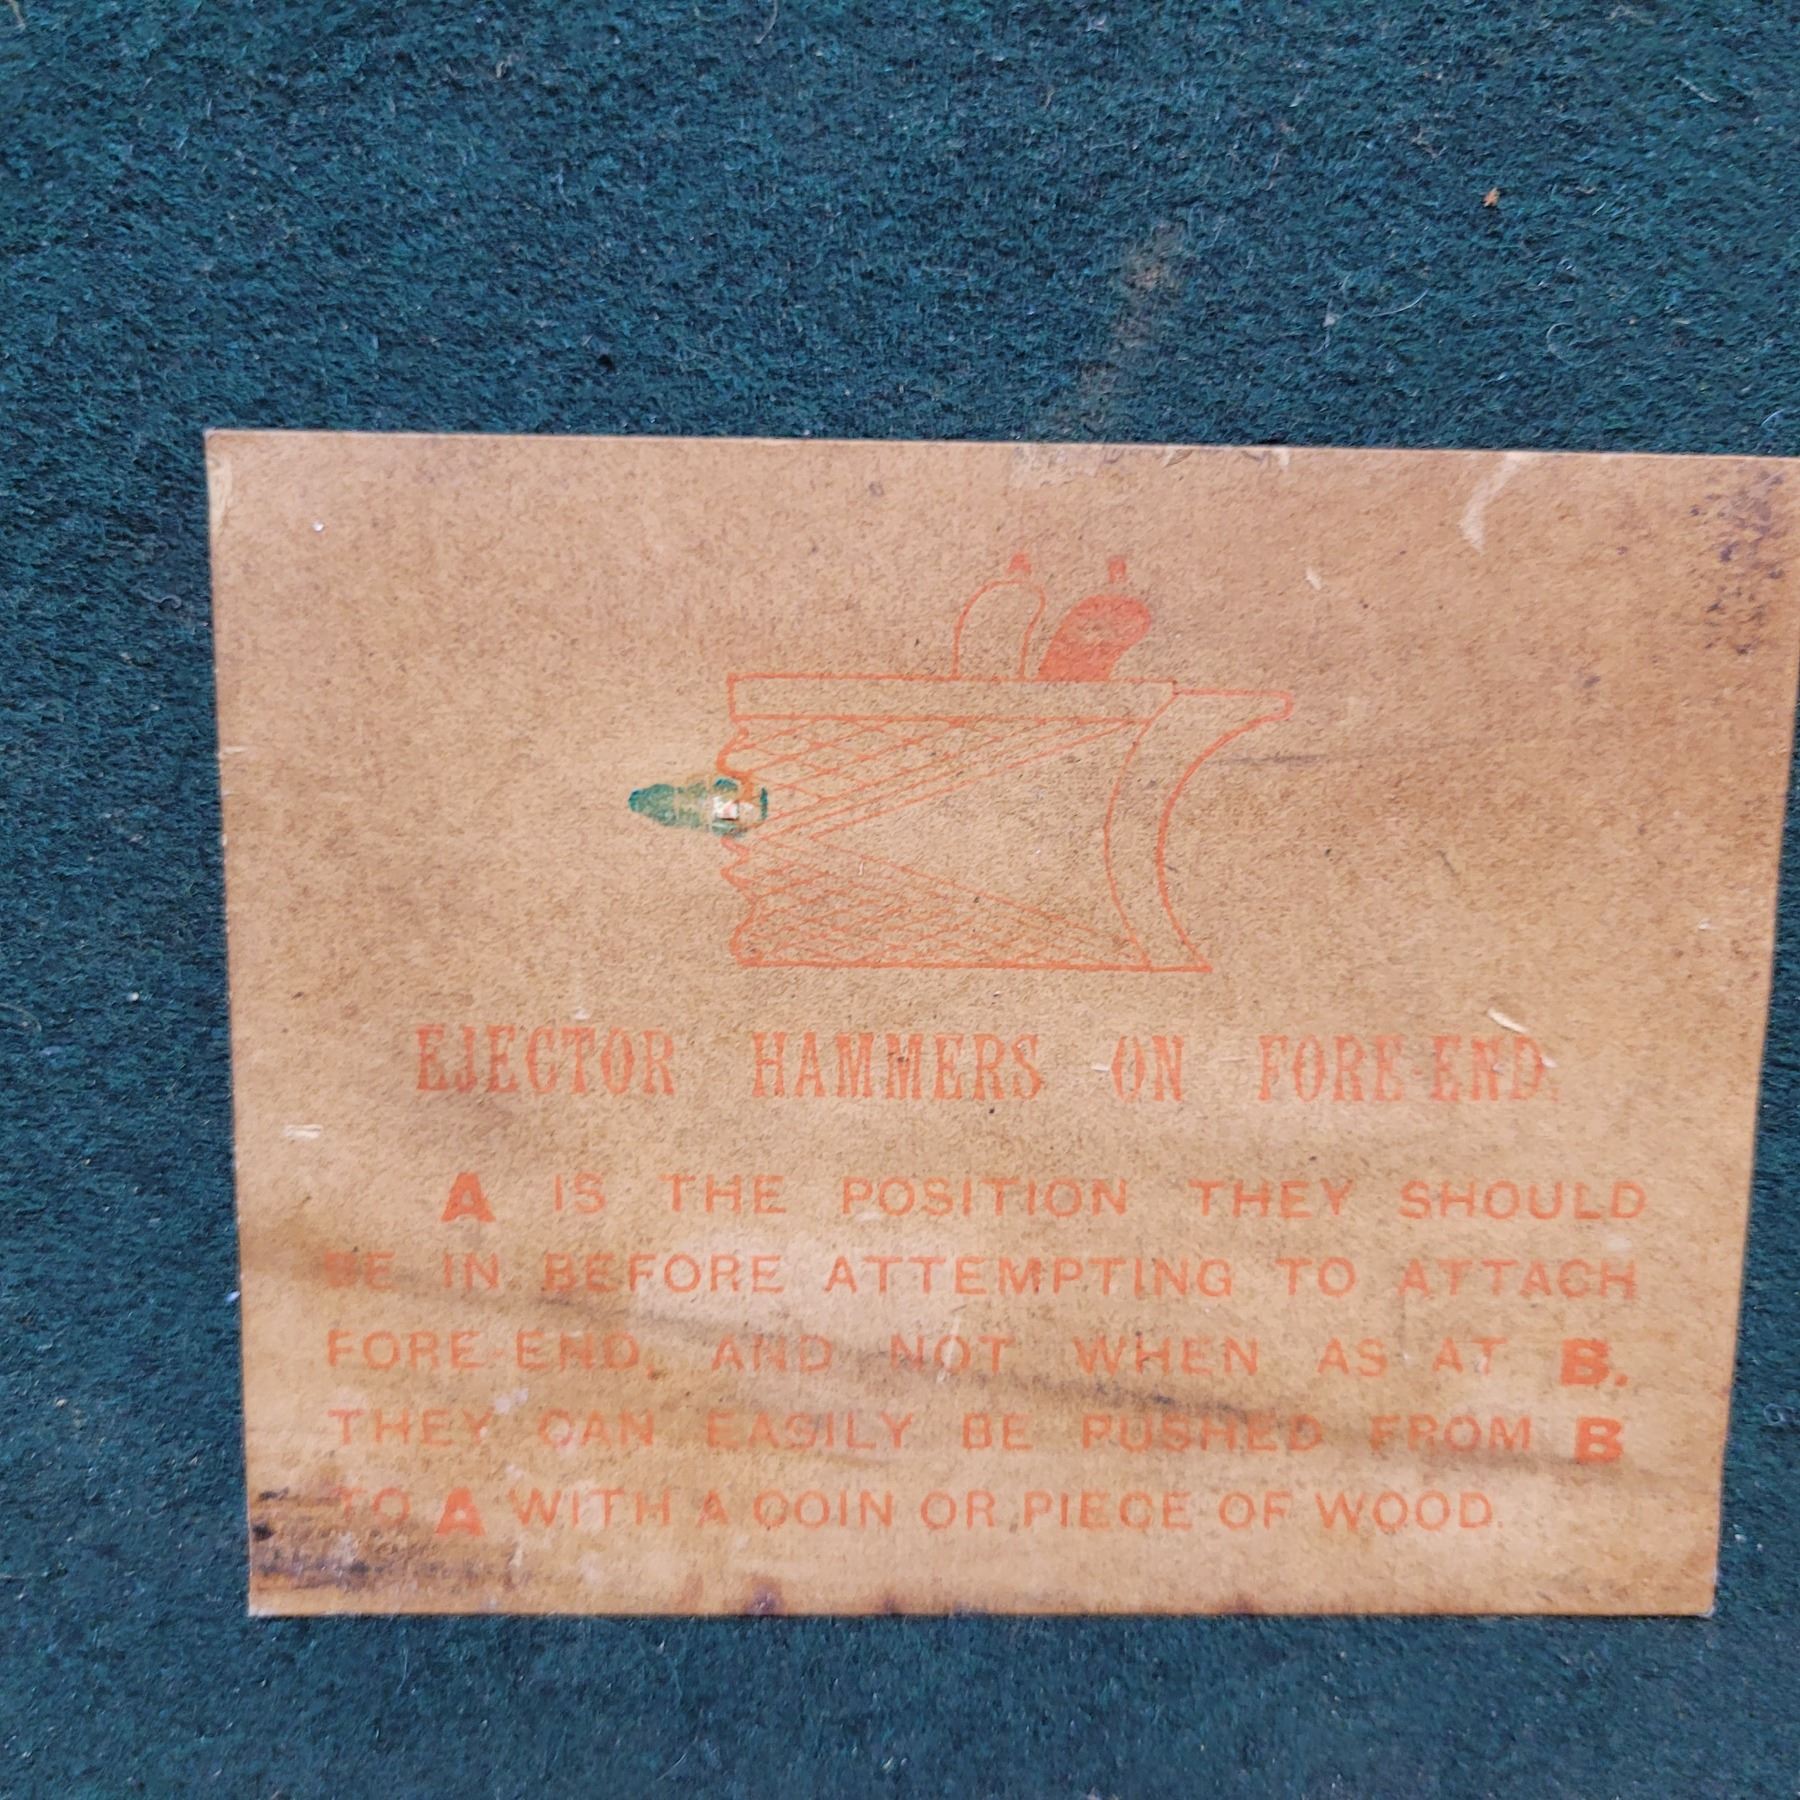 A B
EJECTOR HAMMERS ON FORE-END.
A IS THE POSITION THEY SHOULD
BE IN BEFORE ATTEMPTING TO ATTACH
FORE-END, AND NOT WHEN AS AT B.
THEY CAN EASILY BE PUSHED FROM B
TO A WITH A COIN OR PIECE OF WOOD.